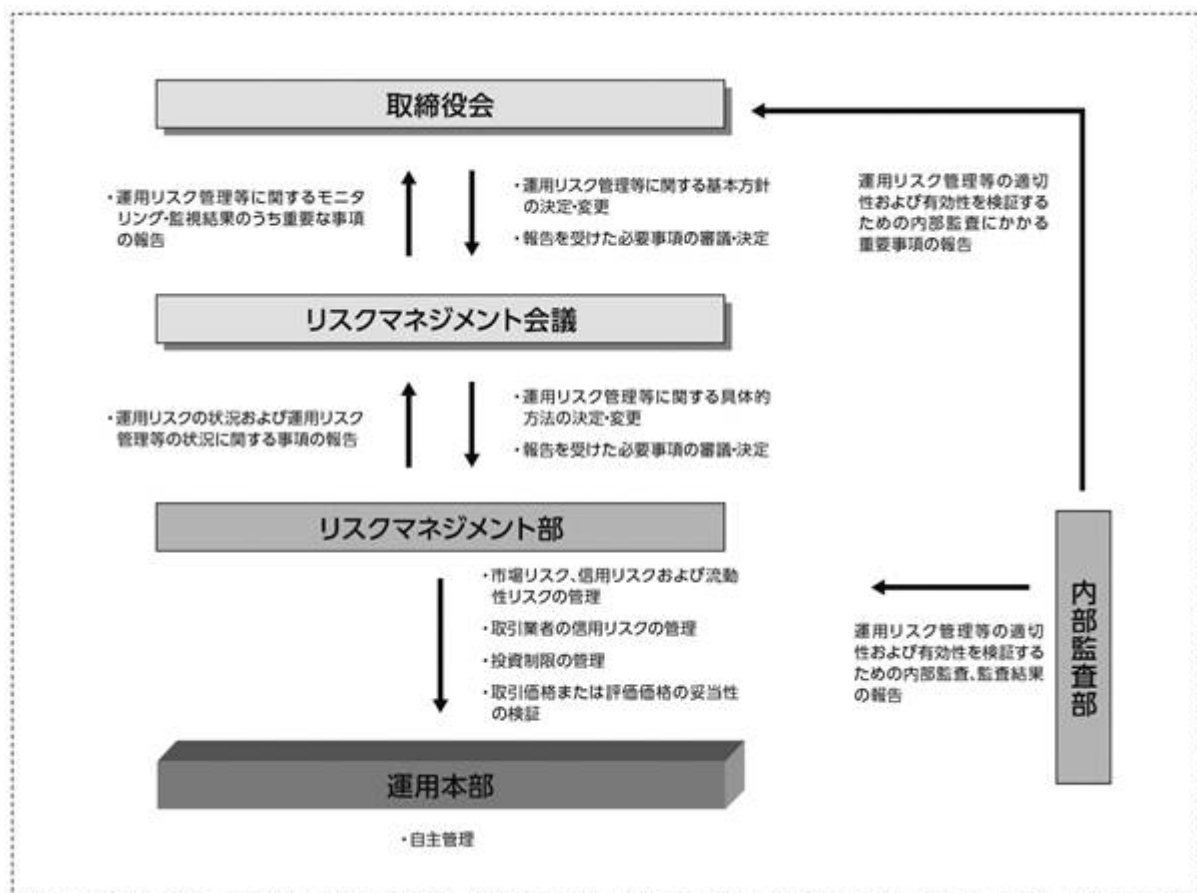 取締役会
・運用リスク管理等に関するモニタ
リング・監視結果のうち重要な事項
の報告
・運用リスク管理等に関する基本方針
の決定・変更
・報告を受けた必要事項の審議・決定
運用リスク管理等の適切
性および有効性を検証する
ための内部監査にかかる
重要事項の報告
リスクマネジメント会議
・運用リスクの状況および運用リスク
管理等の状況に関する事項の報告
・運用リスク管理等に関する具体的
方法の決定・変更
・報告を受けた必要事項の審議・決定
リスクマネジメント部
・市場リスク、信用リスクおよび流動
性リスクの管理
・取引業者の信用リスクの管理
・投資制限の管理
・取引価格または評価価格の妥当性
の検証
運用リスク管理等の適切
性および有効性を検証する
ための内部監査、監査結果
の報告
内部監査部
運用本部
・自主管理